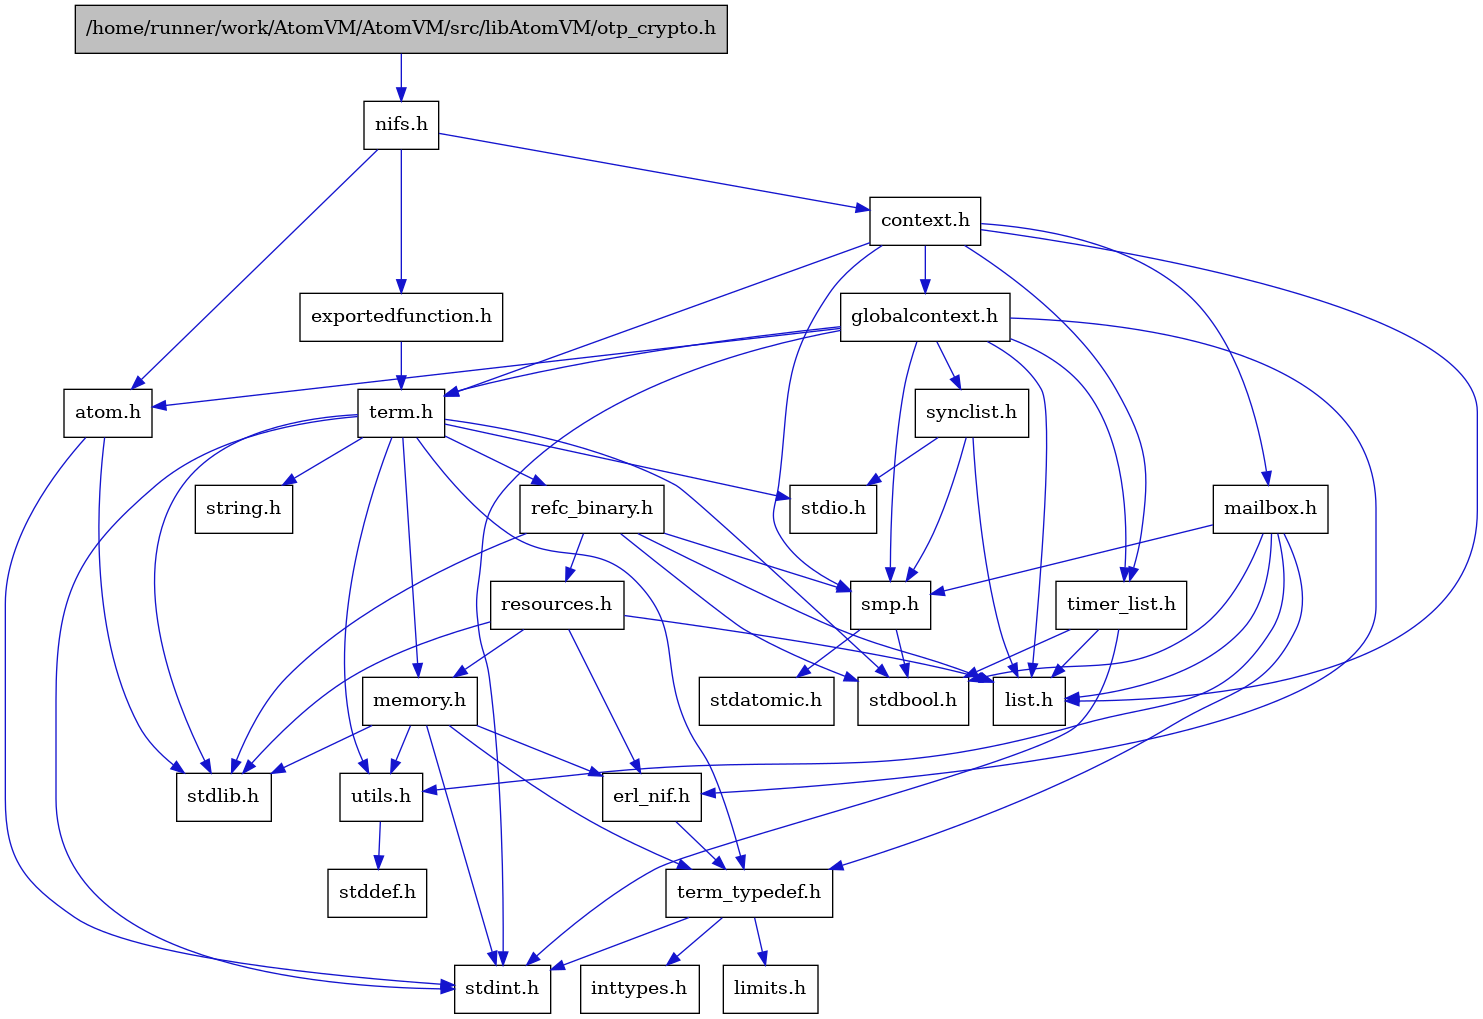 /home/runner/work/AtomVM/AtomVM/src/libAtomVM/otp_crypto.h
nifs.h
context.h
exportedfunction.h
globalcontext.h
atom.h
term.h
synclist.h
string.h
refc_binary.h
stdio.h
mailbox.h
resources.h
smp.h
timer_list.h
memory.h
stdatomic.h
stdbool.h
list.h
stdlib.h
utils.h
erl_nif.h
stddef.h
term_typedef.h
stdint.h
inttypes.h
limits.h